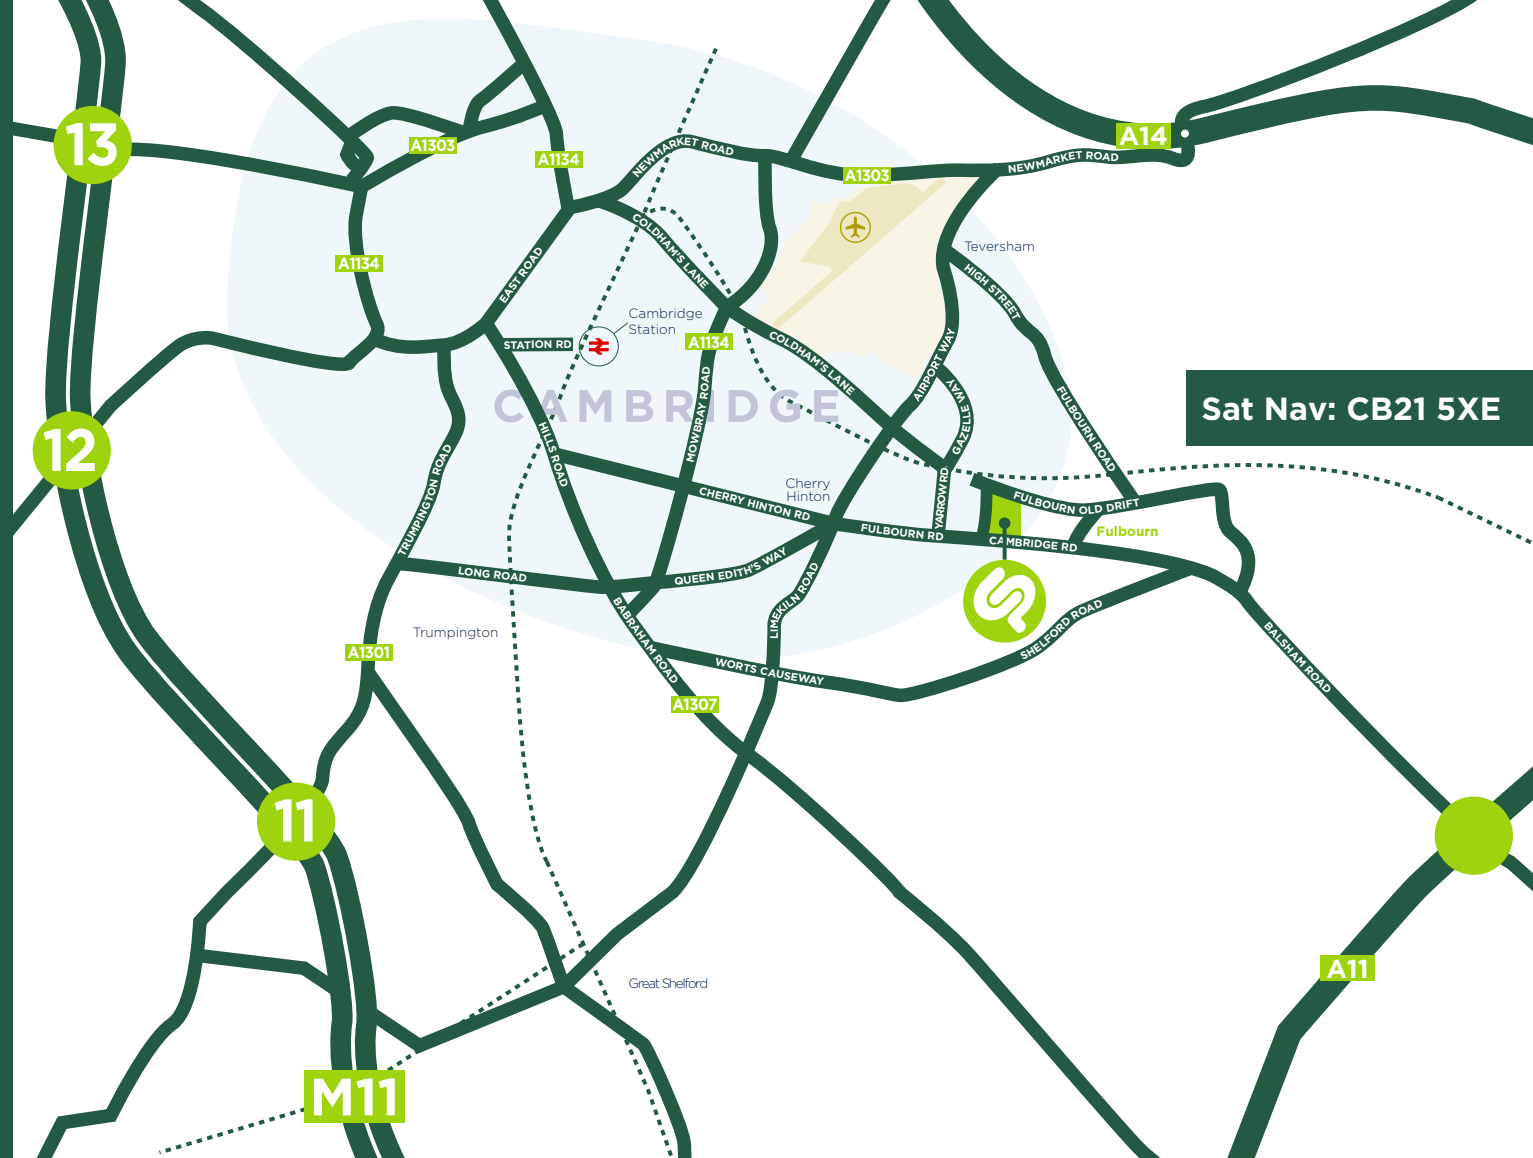 13
A1303
A1134
NEWMARKET ROAD
A1303
NEWMARKET ROAD
A14
A1134
EAST ROAD
COLDHAM'S LANE
Teversham
HIGH STREET
Cambridge
Station
STATION RD
A1134
COLDHAM'S LANE
AIRPORT WAY
GAZELLE WAY
FULBOURN ROAD
CAMBRIDGE
MOWBRAY ROAD
Sat Nav: CB21 5XE
12
HILLS ROAD
TRUMPINGTON ROAD
Cherry
Hinton
CHERRY HINTON RD
YARROW RD
FULBOURN OLD DRIFT
FULBOURN RD
CAMBRIDGE RD
Fulbourn
LONG ROAD
QUEEN EDITH'S WAY
LIMEKILN ROAD
BABRAHAM ROAD
SHELFORD ROAD
BALSHAM ROAD
Trumpington
A1301
WORTS CAUSEWAY
A1307
11
A11
Great Shelford
M11